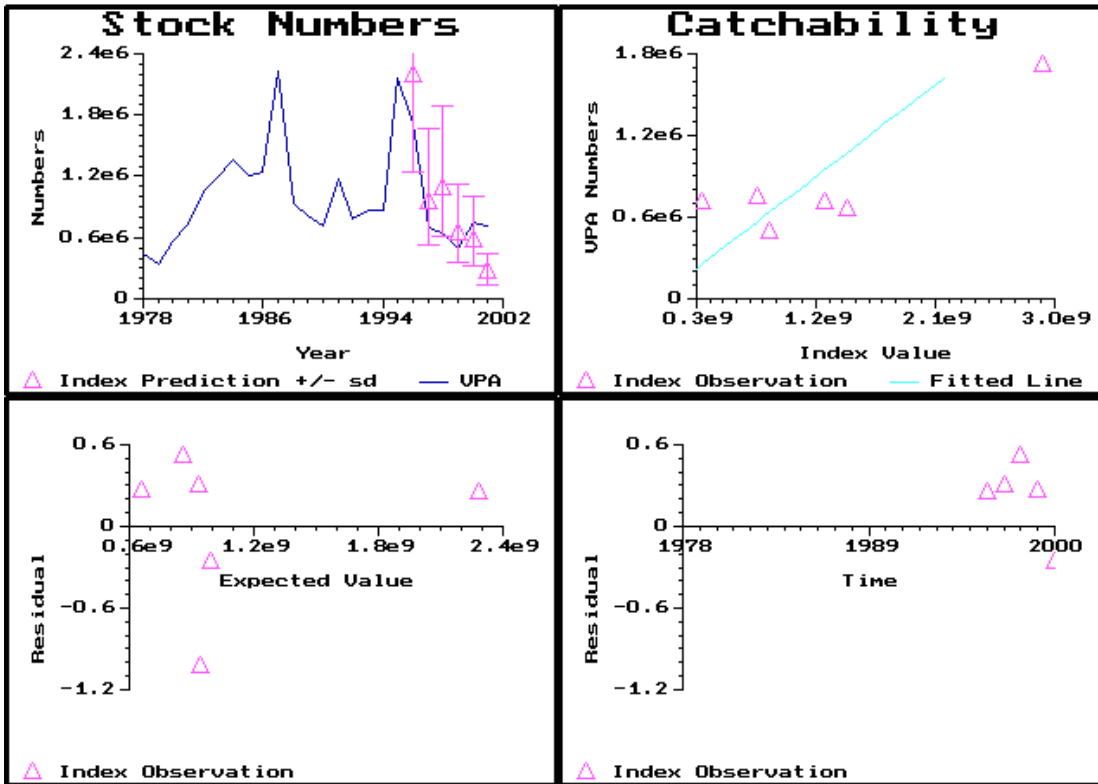 Stock Numbers
2.4e6
1.8e6
1.2e6
0.6e6
0
Numbers
1978 1986 1994 2002
Year
Index Prediction +/- sd VPA
Catchability
1.8e6
1.2e6
0.6e6
0
VPA Numbers
0.3e9 1.2e9 2.1e9 3.0e9
Index Value
Index Observation Fitted Line
0.6
0
-0.6
-1.2
Residual
0.6e9 1.2e9 1.8e9 2.4e9
Expected Value
Index Observation
0.6
0
-0.6
-1.2
Residual
1978 1989 2000
Time
Index Observation